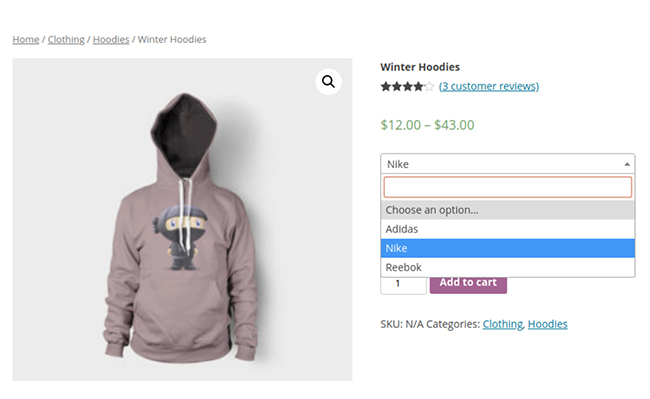 Home / Clothing / Hoodies / Winter Hoodies
Winter Hoodies
(3 customer reviews)
$12.00 – $43.00
Nike
Choose an option...
Adidas
Nike
Reebok
1 Add to cart
SKU: N/A Categories: Clothing, Hoodies